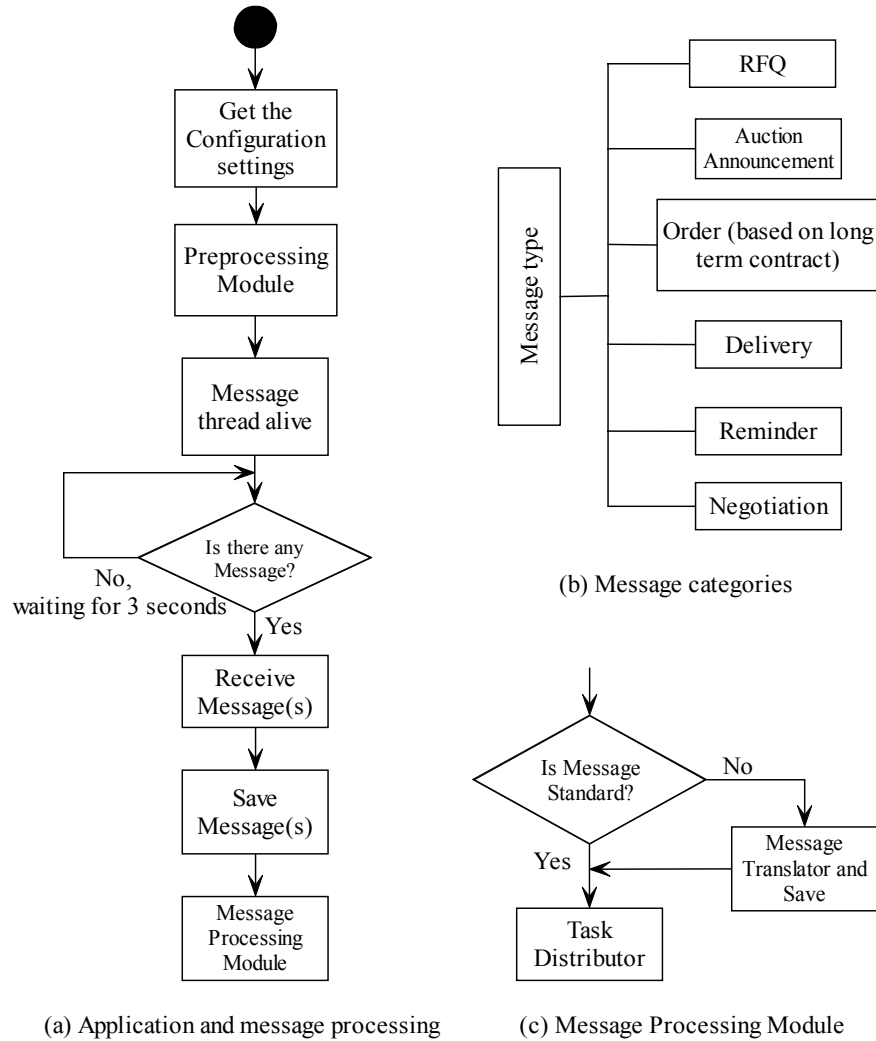 Get the
Configuration
settings
Preprocessing
Module
Message
thread alive
Is there any
Message?
No,
waiting for 3 seconds
Yes
Receive
Message(s)
Save
Message(s)
Message
Processing
Module
(a) Application and message processing
Message type
RFQ
Auction
Announcement
Order (based on long
term contract)
Delivery
Reminder
Negotiation
(b) Message categories
Is Message
Standard?
No
Yes
Message
Translator and
Save
Task
Distributor
(c) Message Processing Module